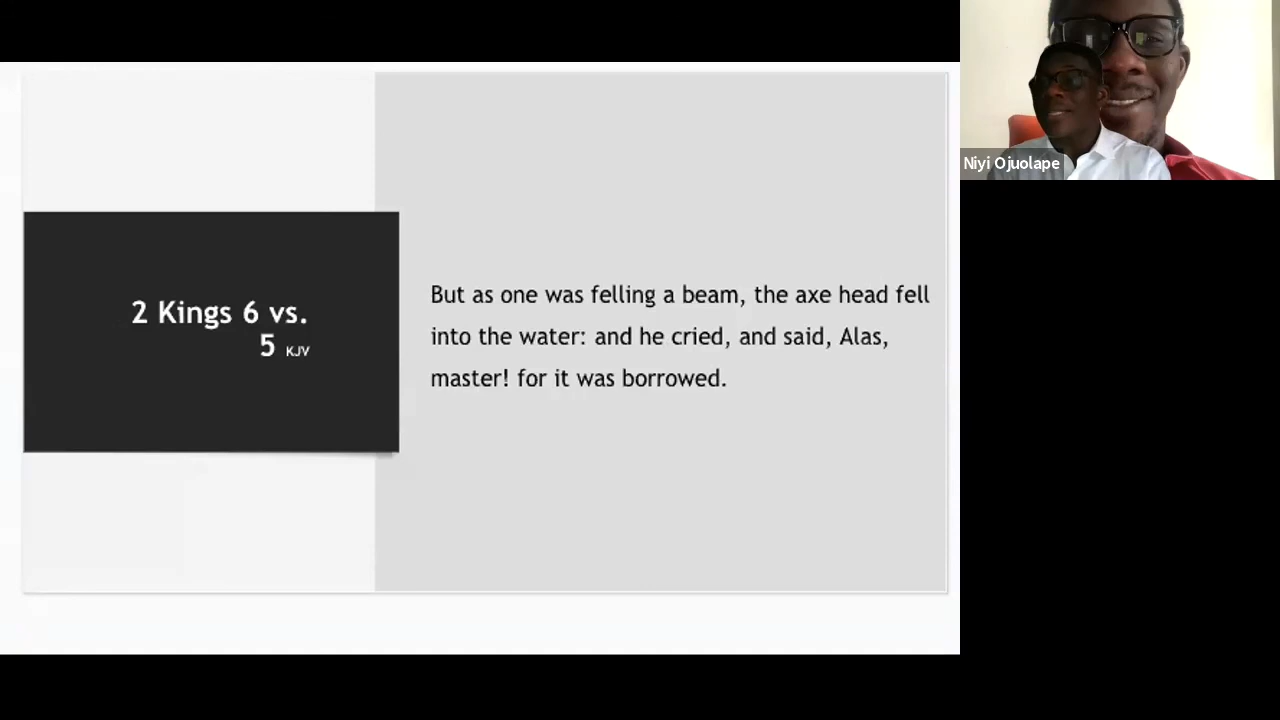 2 Kings 6 vs.
5 KJV
But as one was felling a beam, the axe head fell
into the water: and he cried, and said, Alas,
master! for it was borrowed.
Niyi Ojuolape